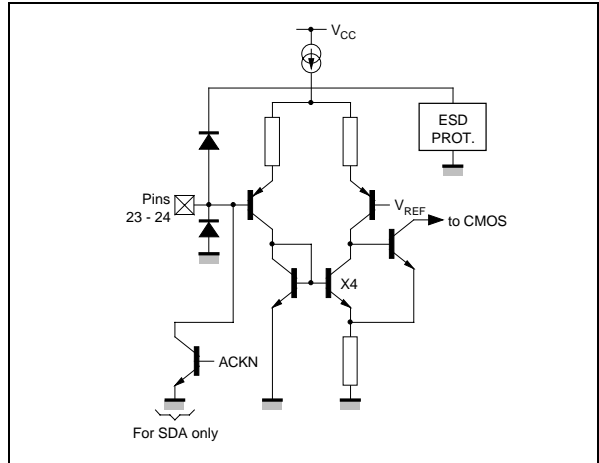 VCC
ESD
PROT.
Pins
23 - 24
VREF
to CMOS
X4
ACKN
For SDA only